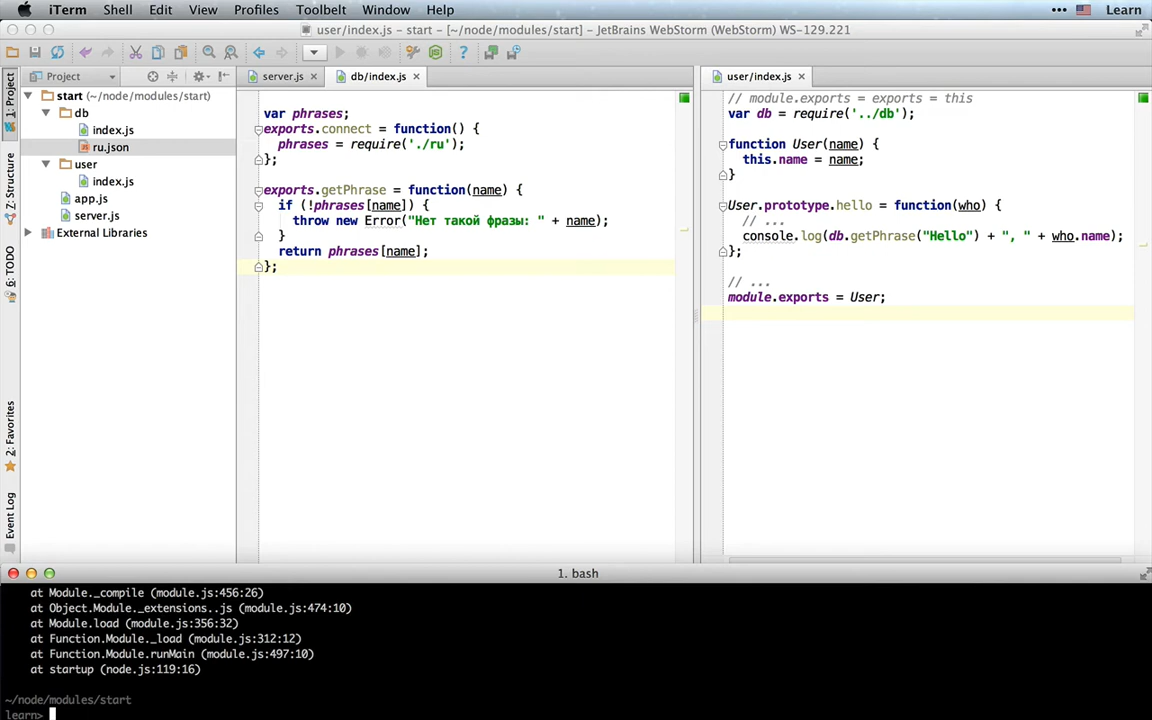 iTerm Shell Edit View Profiles Toolbelt Window Help ••• Learn
user/index.js - start - [~/node/modules/start] - JetBrains WebStorm (WebStorm) WS-129.221
1: Project
Z: Structure
6: TODO
2: Favorites
Event Log
Project
start (~/node/modules/start)
db
index.js
ru.json
user
index.js
app.js
server.js
External Libraries
server.js db/index.js
var phrases;
exports.connect = function() {
phrases = require('./ru');
};
exports.getPhrase = function(name) {
if (!phrases[name]) {
throw new Error("Нет такой фразы: " + name);
}
return phrases[name];
};
user/index.js
// module.exports = exports = this
var db = require('../db');
function User(name) {
this.name = name;
}
User.prototype.hello = function(who) {
// ...
console.log(db.getPhrase("Hello") + ", " + who.name);
};
// ...
module.exports = User;
1. bash
at Module._compile (module.js:456:26)
at Object.Module._extensions..js (module.js:474:10)
at Module.load (module.js:356:32)
at Function.Module._load (module.js:312:12)
at Function.Module.runMain (module.js:497:10)
at startup (node.js:119:16)
~/node/modules/start
learn>